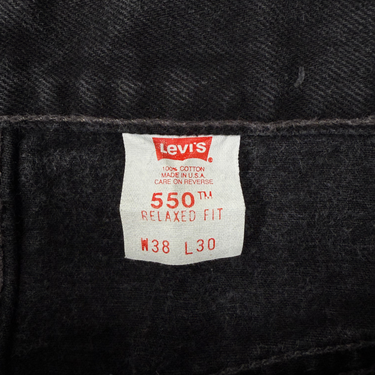 Levi's ®
100% COTTON
MADE IN U.S.A.
CARE ON REVERSE
550™
RELAXED FIT
W38 L30